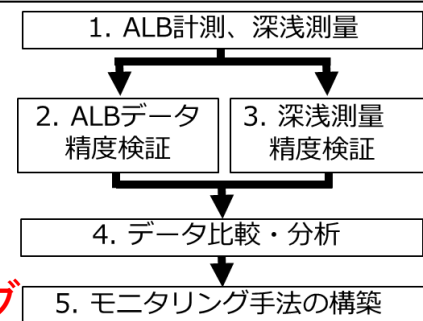 1. ALB計測、深浅測量
2. ALBデータ
精度検証
3. 深浅測量
精度検証
4. データ比較・分析
グ
5. モニタリング手法の構築